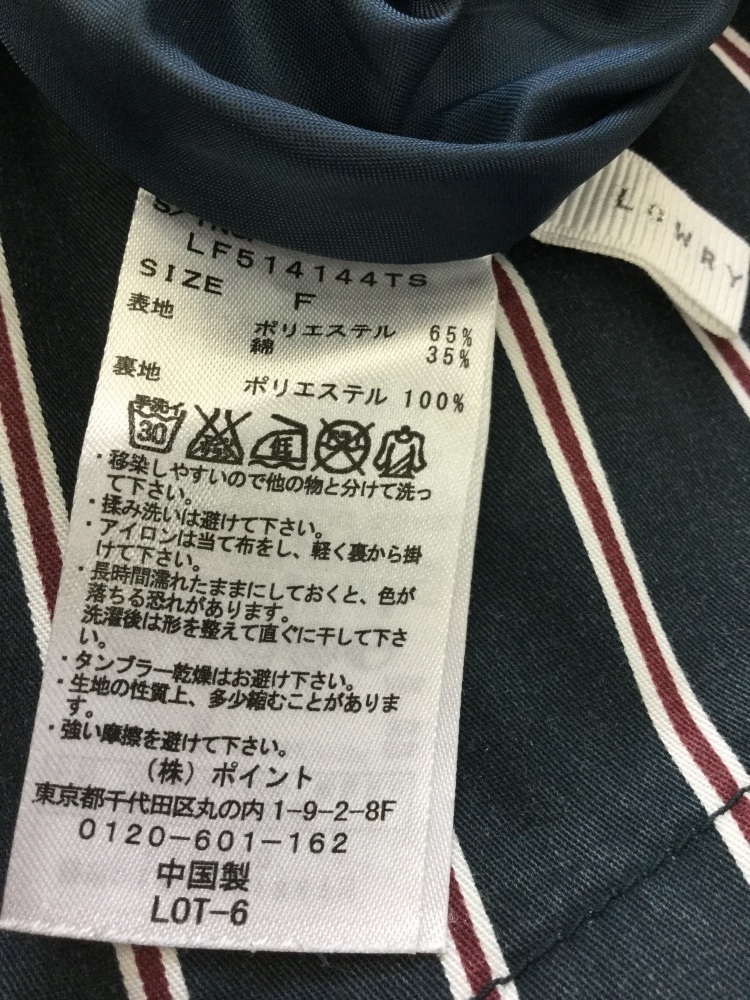 LOWRY
LF514144TS
SIZE F
表地
ポリエステル 65%
綿 35%
裏地
ポリエステル 100%
手洗イ
30 低
・移染しやすいので他の物と分けて洗っ
て下さい。
・揉み洗いは避けて下さい。
・アイロンは当て布をし、軽く裏から掛
けて下さい。
・長時間濡れたままにしておくと、色が
落ちる恐れがあります。
洗濯後は形を整えて直ぐに干して下さ
い。
・タンブラー乾燥はお避け下さい。
・生地の性質上、多少縮むことがありま
す。
・強い摩擦を避けて下さい。
(株)ポイント
東京都千代田区丸の内1-9-2-8F
0120-601-162
中国製
LOT-6